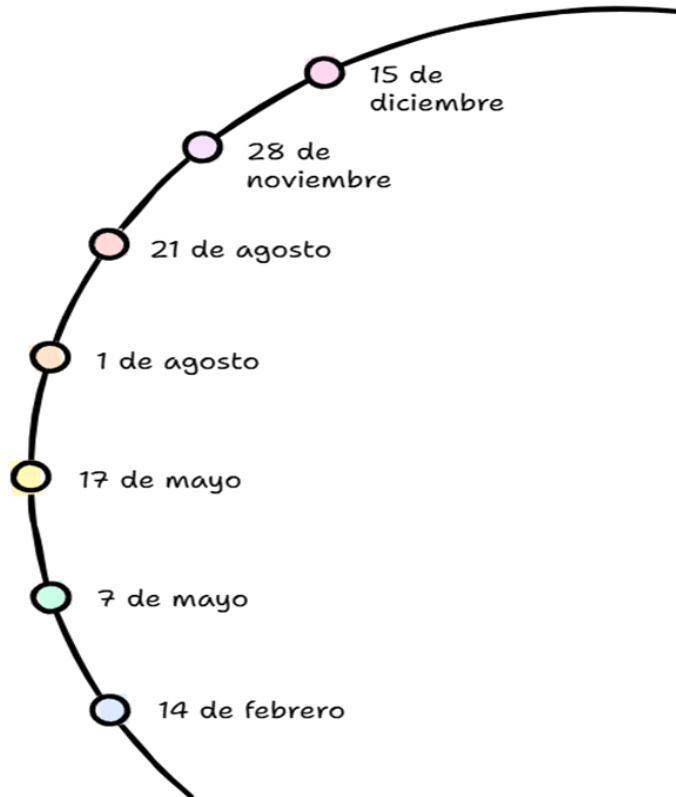 15 de
diciembre
28 de
noviembre
21 de agosto
1 de agosto
17 de mayo
7 de mayo
14 de febrero